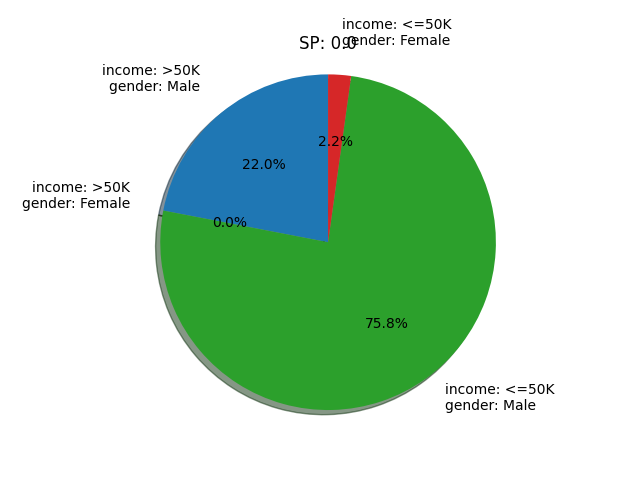 income: <=50K
gender: Female
SP: 0.0
income: >50K
gender: Male
22.0%
2.2%
income: >50K
gender: Female
0.0%
75.8%
income: <=50K
gender: Male